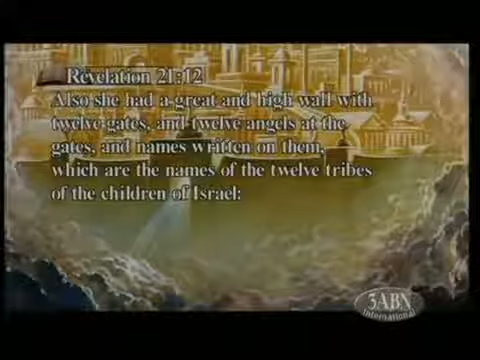 Revelation 21:12
Also she had a great and high wall with
twelve gates, and twelve angels at the
gates, and names written on them,
which are the names of the twelve tribes
of the children of Israel:
3ABN
International